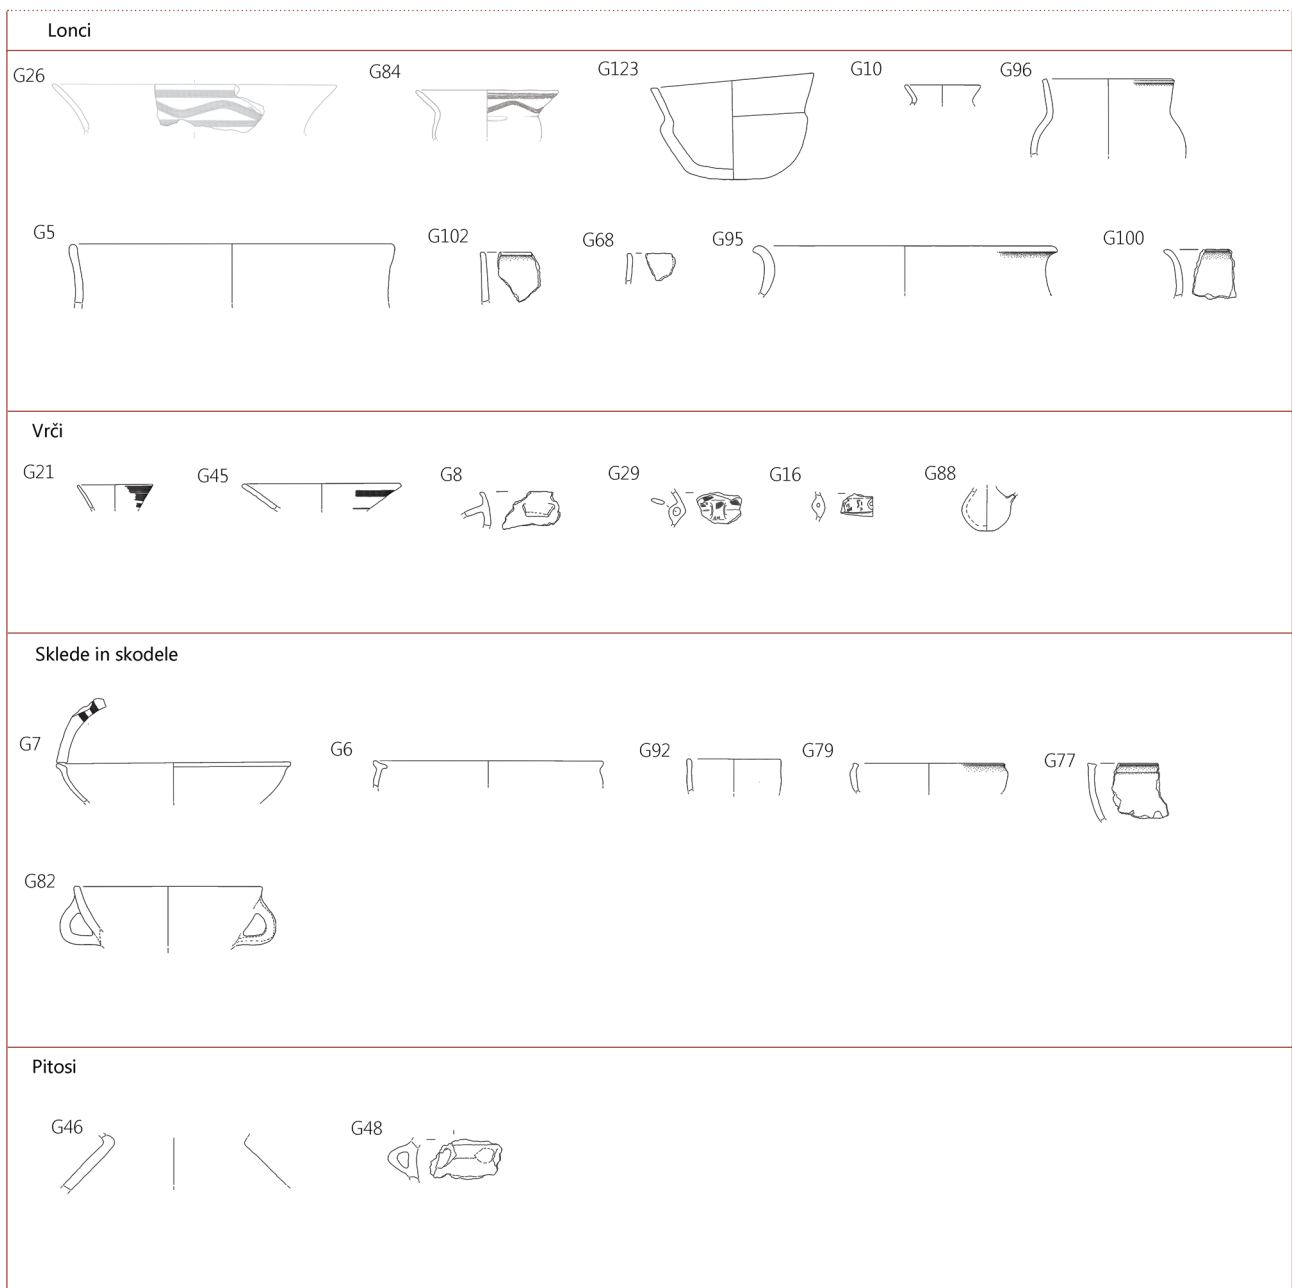 Lonci
G26 G84 G123 G10 G96
G5 G102 G68 G95 G100
Vrči
G21 G45 G8 G29 G16 G88
Sklede in skodele
G7 G6 G92 G79 G77
G82
Pitosi
G46 G48